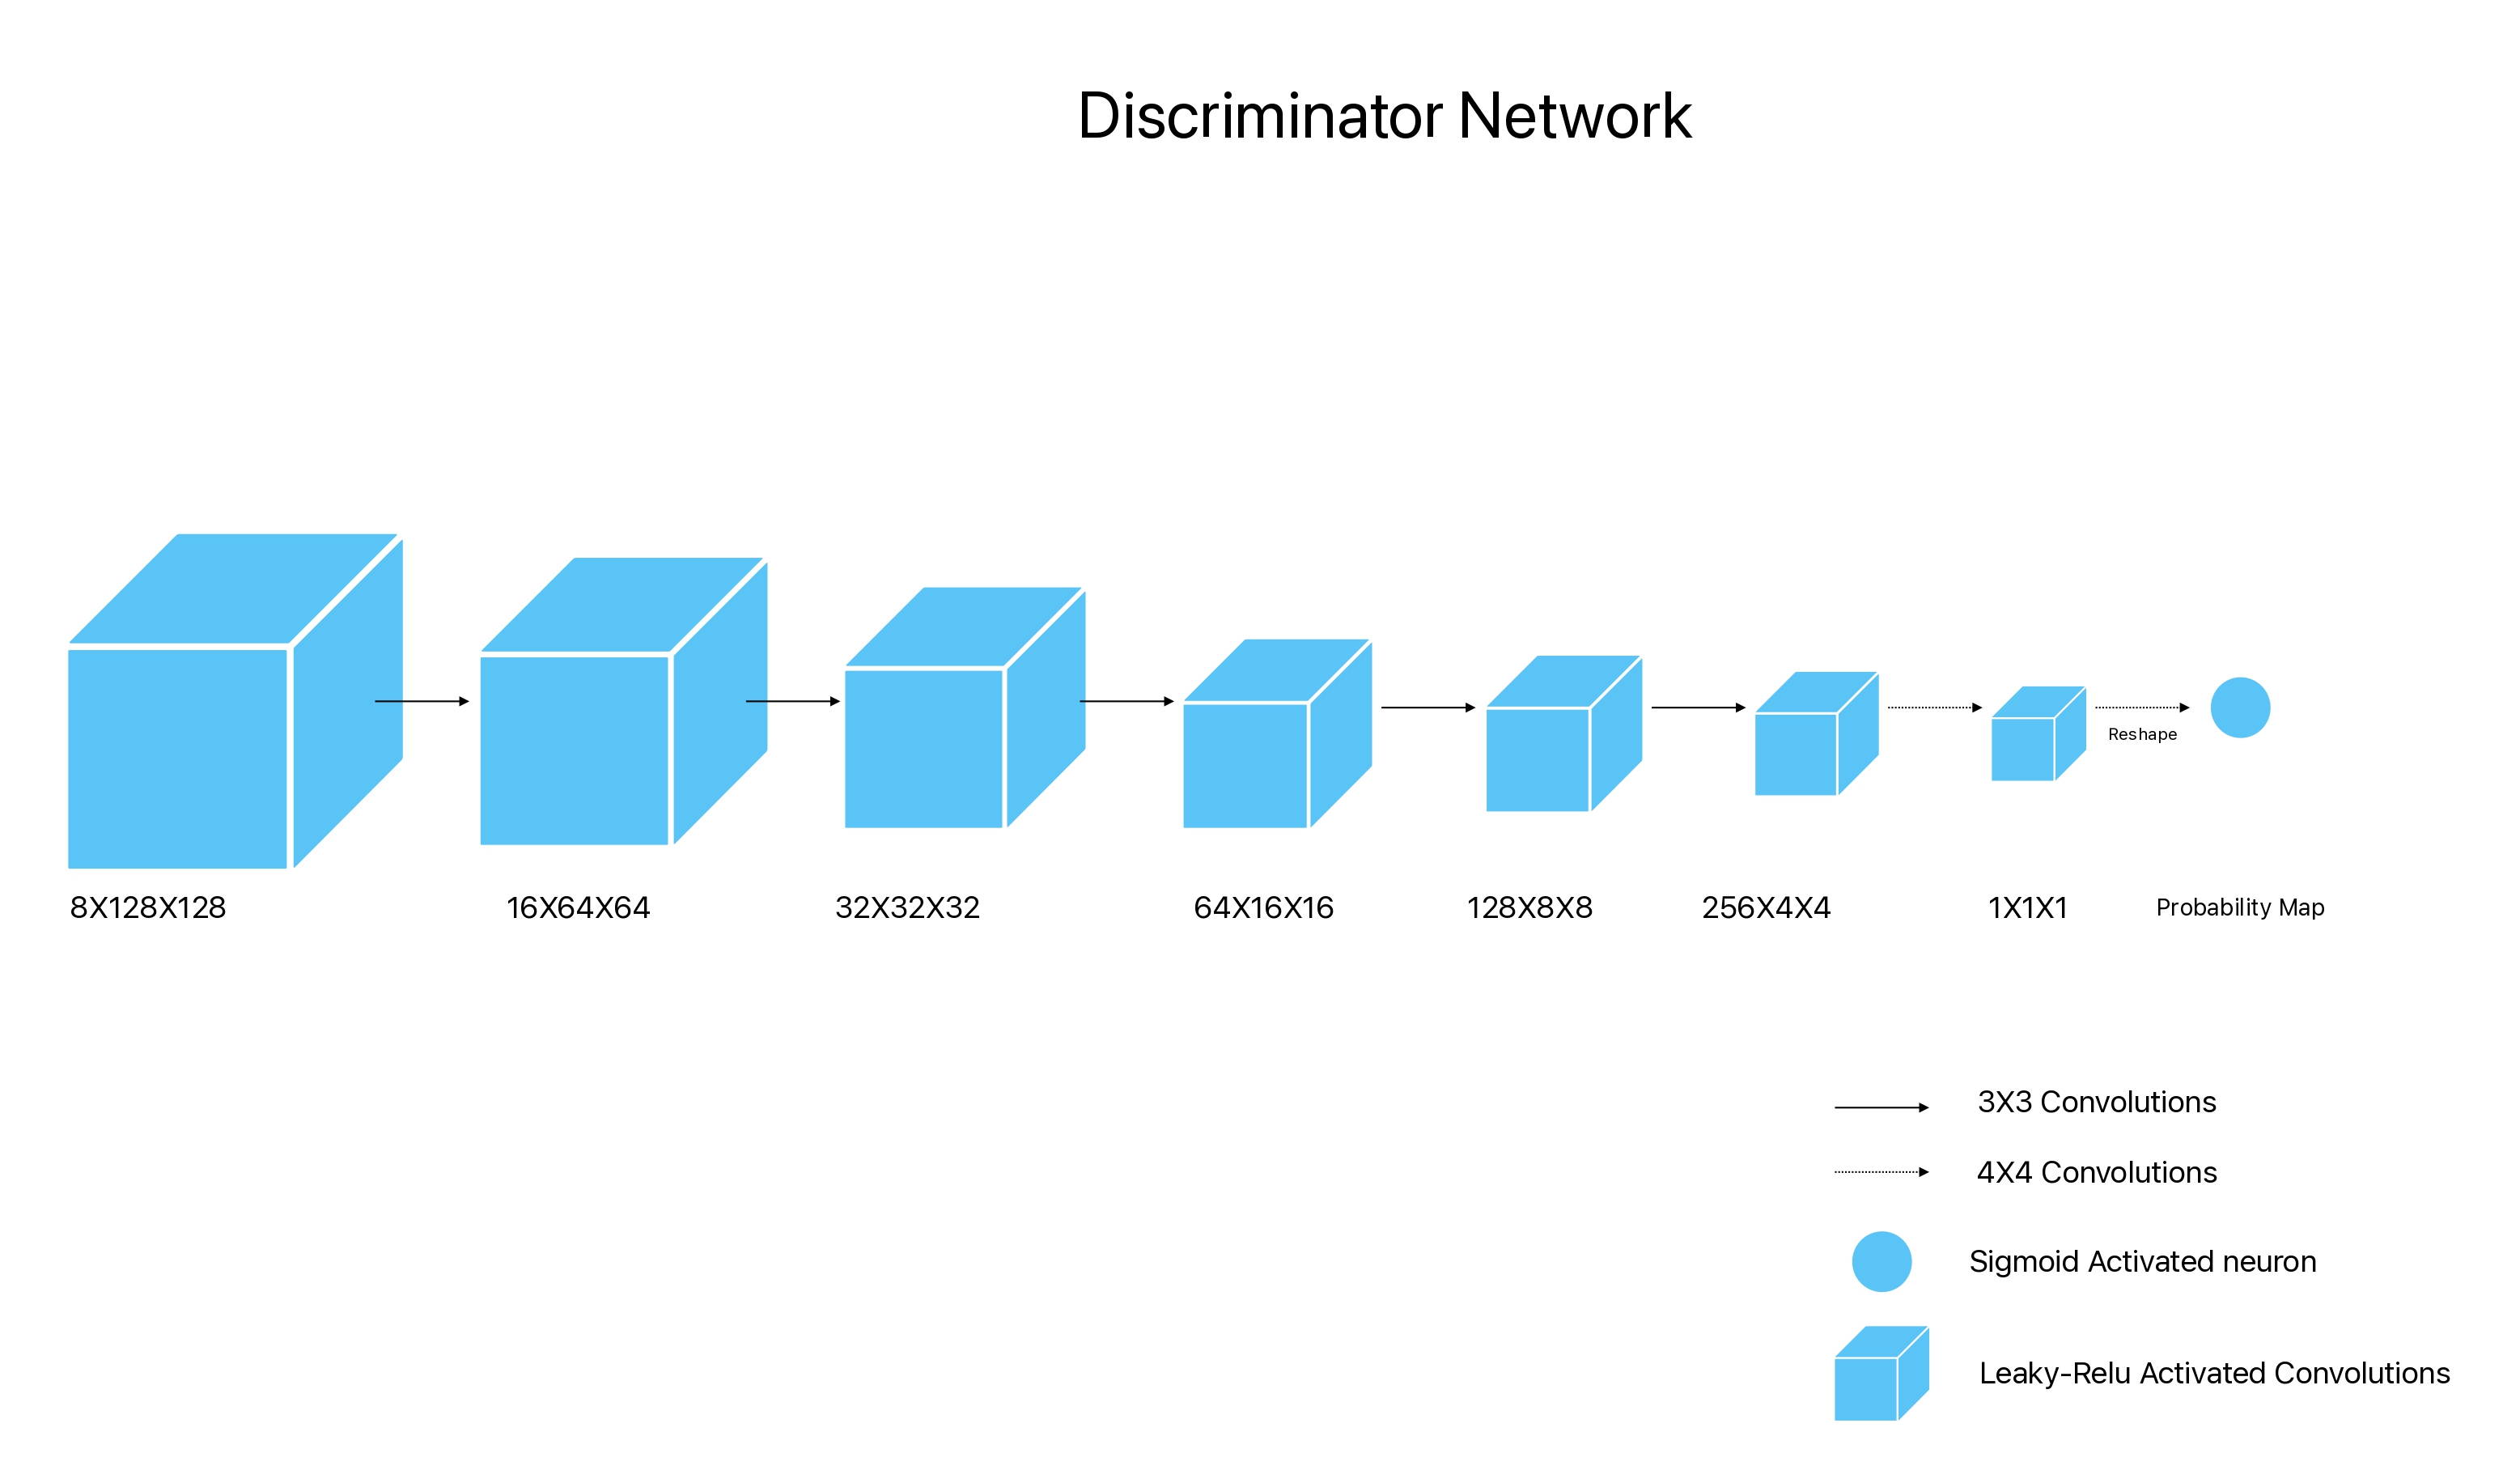 Discriminator Network
Reshape
8X128X128
16X64X64
32X32X32
64X16X16
128X8X8
256X4X4
1X1X1
Probability Map
3X3 Convolutions
4X4 Convolutions
Sigmoid Activated neuron
Leaky-Relu Activated Convolutions